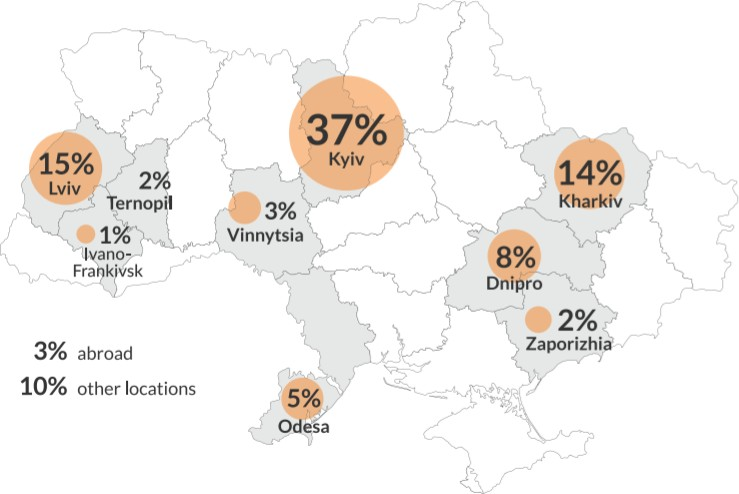 37%
Kyiv
15%
Lviv
14%
Kharkiv
2%
Ternopil
3%
Vinnytsia
1%
Ivano-
Frankivsk
8%
Dnipro
2%
Zaporizhia
3% abroad
10% other locations
5%
Odesa